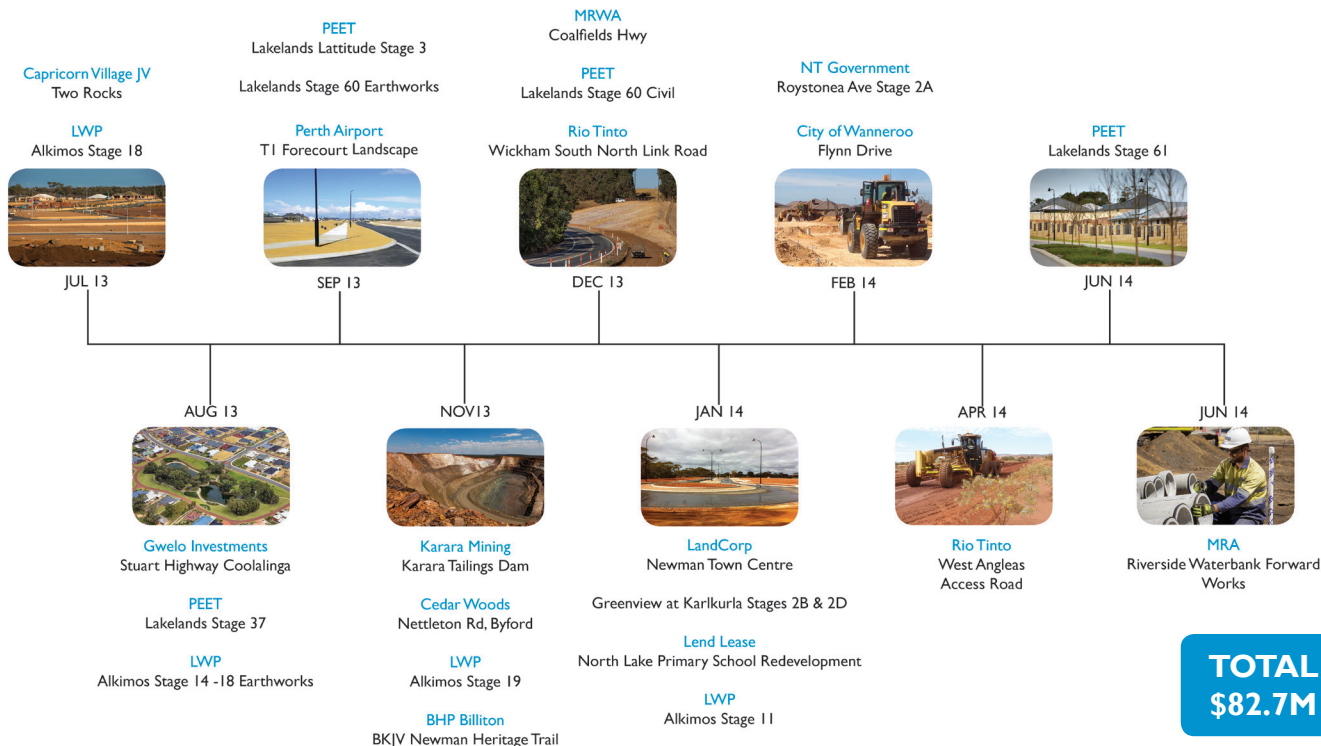 Capricorn Village JV
Two Rocks
LWP
Alkimos Stage 18
JUL 13
PEET
Lakelands Lattitude Stage 3
Lakelands Stage 60 Earthworks
Perth Airport
T1 Forecourt Landscape
SEP 13
MRWA
Coalfields Hwy
PEET
Lakelands Stage 60 Civil
Rio Tinto
Wickham South North Link Road
DEC 13
NT Government
Roystonea Ave Stage 2A
City of Wanneroo
Flynn Drive
FEB 14
PEET
Lakelands Stage 61
JUN 14
AUG 13
Gwelo Investments
Stuart Highway Coolalinga
PEET
Lakelands Stage 37
LWP
Alkimos Stage 14 -18 Earthworks
NOV13
Karara Mining
Karara Tailings Dam
Cedar Woods
Nettleton Rd, Byford
LWP
Alkimos Stage 19
BHP Billiton
BKJV Newman Heritage Trail
JAN 14
LandCorp
Newman Town Centre
Greenview at Karlkurla Stages 2B & 2D
Lend Lease
North Lake Primary School Redevelopment
LWP
Alkimos Stage 11
APR 14
Rio Tinto
West Angleas
Access Road
JUN 14
MRA
Riverside Waterbank Forward
Works
TOTAL
$82.7M